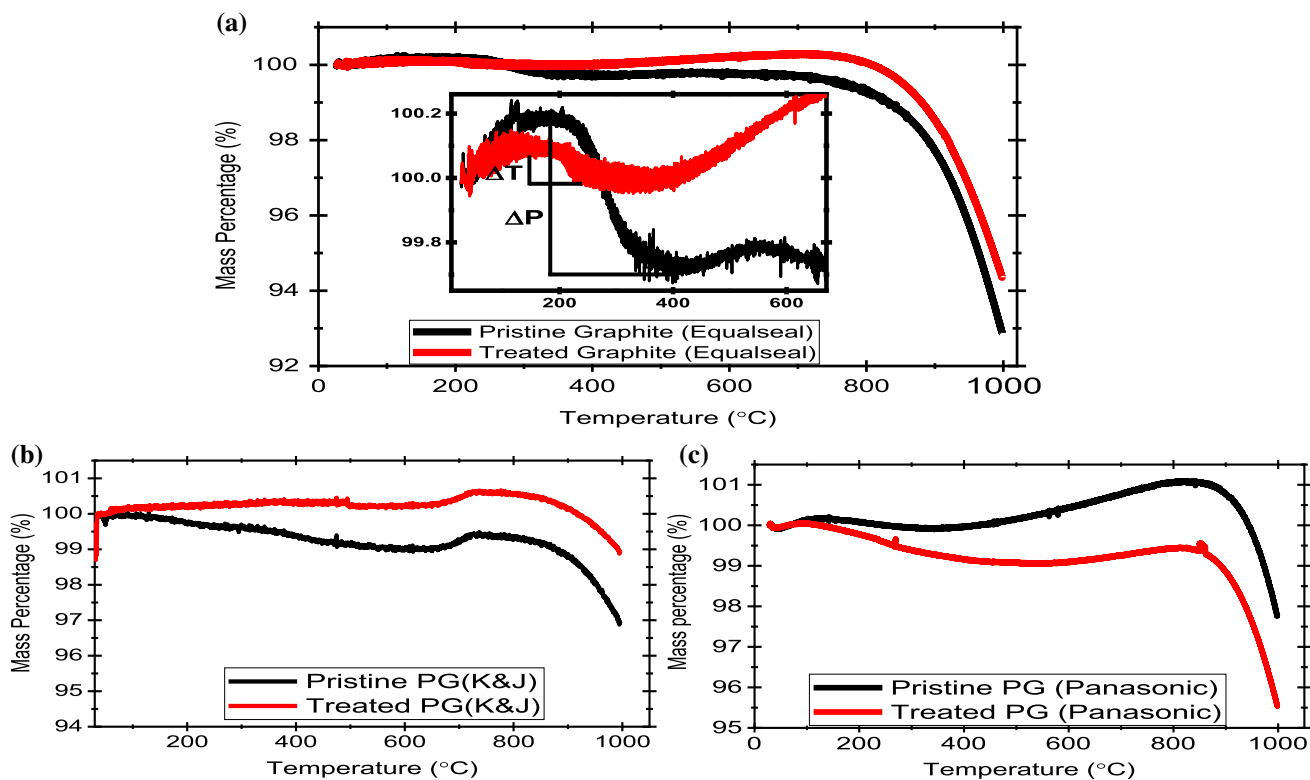 (a)
Mass Percentage (%)
100
98
96
94
92
0
200
400
600
800
1000
Temperature (°C)
100.2
100.0
99.8
200
400
600
ΔT
ΔP
Pristine Graphite (Equalseal)
Treated Graphite (Equalseal)
(b)
Mass Percentage (%)
101
100
99
98
97
96
95
94
200
400
600
800
1000
Temperature (°C)
Pristine PG(K&J)
Treated PG(K&J)
(c)
Mass percentage (%)
101
100
99
98
97
96
95
0
200
400
600
800
1000
Temperature (°C)
Pristine PG (Panasonic)
Treated PG (Panasonic)